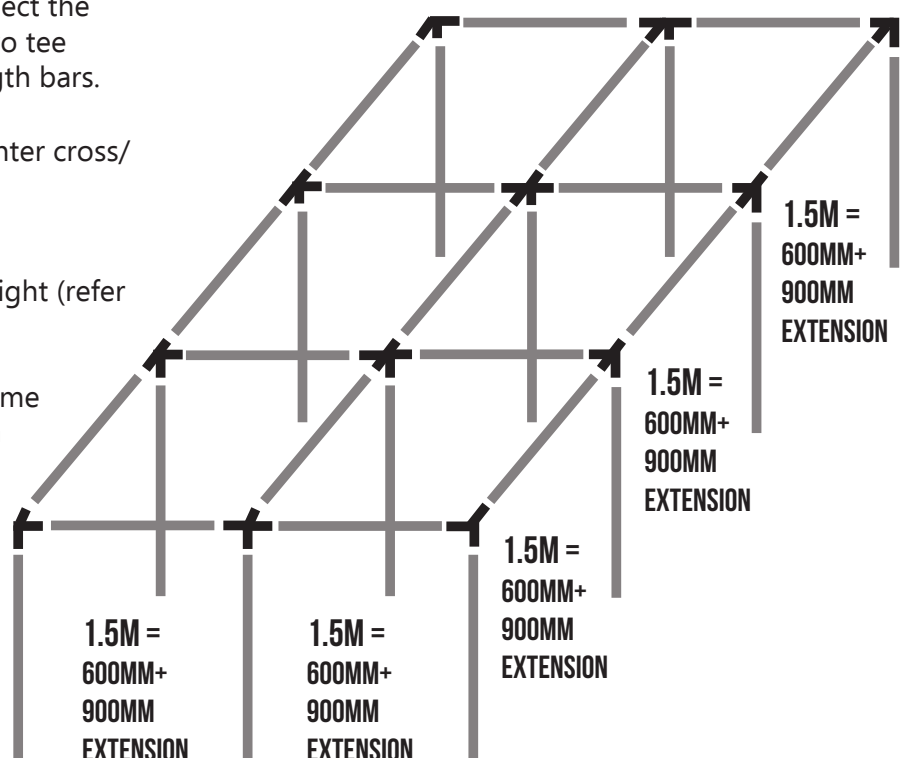 ect the
o tee
gth bars.
nter cross/
ight (refer
me
1.5M =
600MM+
900MM
EXTENSION
1.5M =
600MM+
900MM
EXTENSION
1.5M =
600MM+
900MM
EXTENSION
1.5M =
600MM+
900MM
EXTENSION
1.5M =
600MM+
900MM
EXTENSION